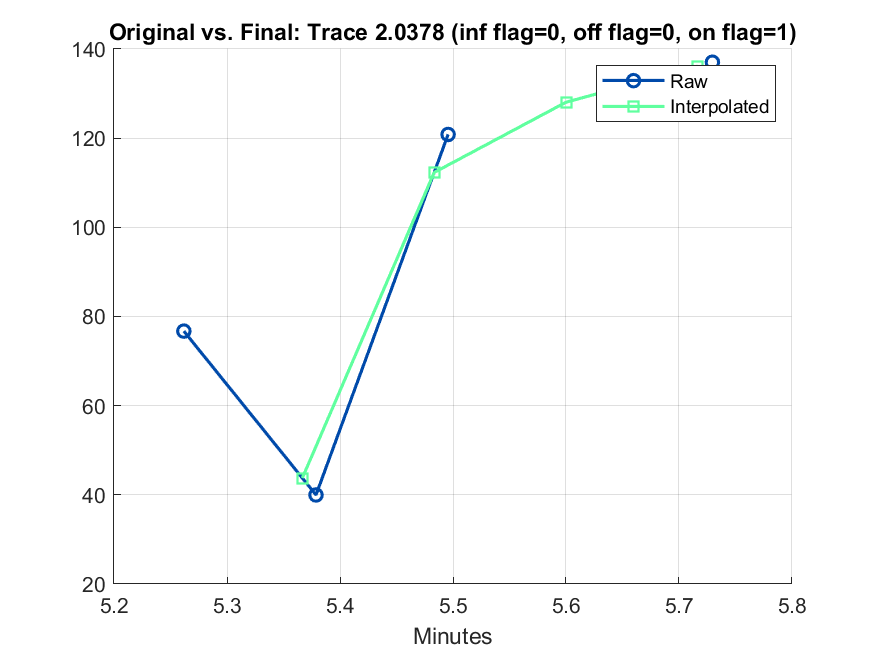 Original vs. Final: Trace 2.0378 (inf flag=0, off flag=0, on flag=1)
140
120
100
80
60
40
20
Raw
Interpolated
5.2 5.3 5.4 5.5 5.6 5.7 5.8
Minutes